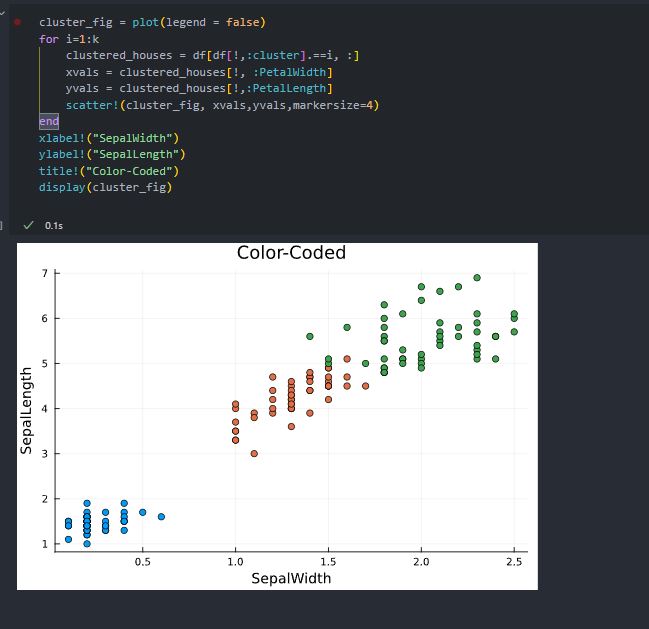 cluster_fig = plot(legend = false)
for i=1:k
clustered_houses = df[df[!,:cluster].==i, :]
xvals = clustered_houses[!, :PetalWidth]
yvals = clustered_houses[!,:PetalLength]
scatter!(cluster_fig, xvals,yvals,markersize=4)
end
xlabel!("SepalWidth")
ylabel!("SepalLength")
title!("Color-Coded")
display(cluster_fig)
]
0.1s
Color-Coded
7
6
5
4
3
2
1
SepalLength
0.5 1.0 1.5 2.0 2.5
SepalWidth